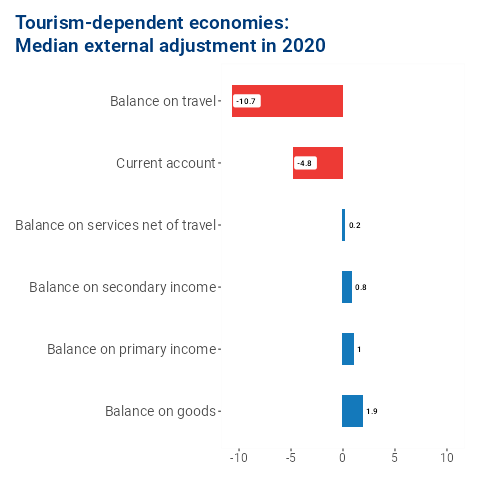 Tourism-dependent economies:
Median external adjustment in 2020
Balance on travel
-10.7
Current account
-4.8
Balance on services net of travel
0.2
Balance on secondary income
0.8
Balance on primary income
1
Balance on goods
1.9
-10 -5 0 5 10